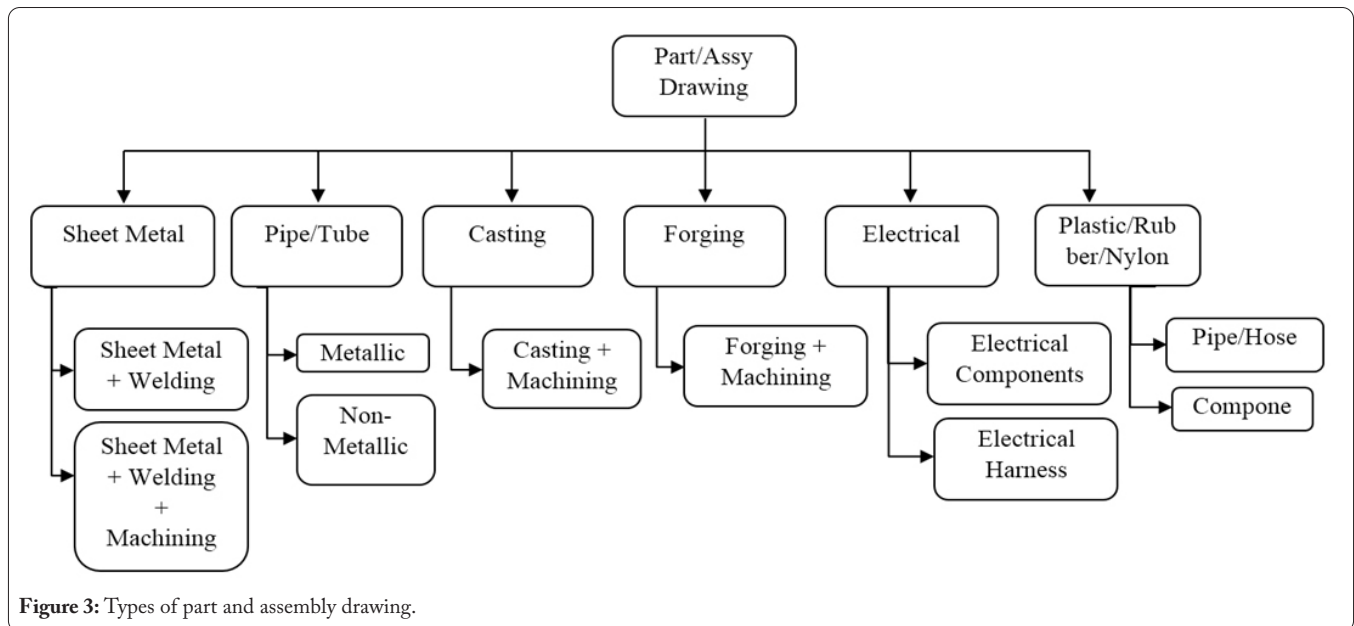 Part/Assy
Drawing
Sheet Metal
Pipe/Tube
Casting
Forging
Electrical
Plastic/Rub
ber/Nylon
Sheet Metal
+ Welding
Sheet Metal
+ Welding
+
Machining
Metallic
Non-
Metallic
Casting +
Machining
Forging +
Machining
Electrical
Components
Electrical
Harness
Pipe/Hose
Compone
Figure 3: Types of part and assembly drawing.